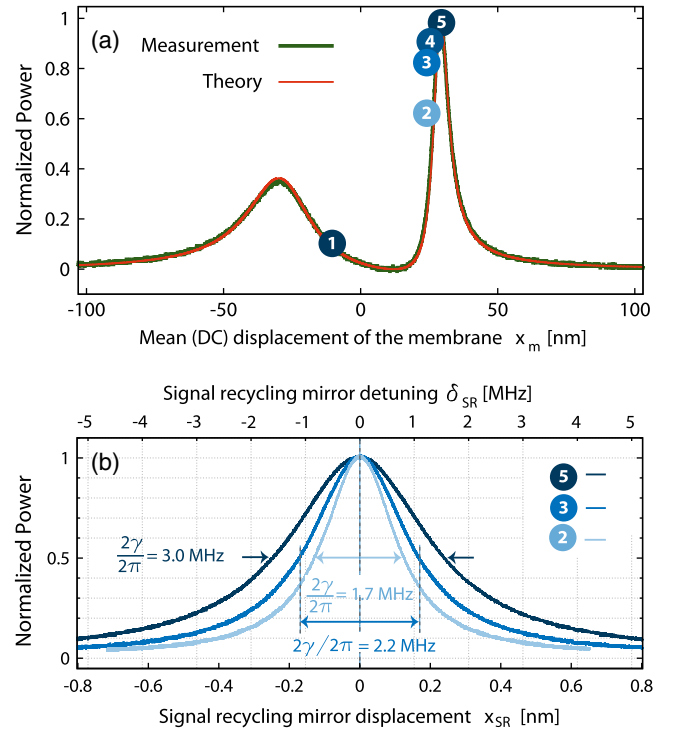 (a)
Measurement
Theory
5
4
3
2
1
1
0.8
0.6
0.4
0.2
0
Normalized Power
-100 -50 0 50 100
Mean (DC) displacement of the membrane x_m [nm]
Signal recycling mirror detuning δ_SR [MHz]
-5 -4 -3 -2 -1 0 1 2 3 4 5
(b)
5
3
2
1
0.5
0
Normalized Power
2γ/2π = 3.0 MHz
2γ/2π = 1.7 MHz
2γ/2π = 2.2 MHz
-0.8 -0.6 -0.4 -0.2 0 0.2 0.4 0.6 0.8
Signal recycling mirror displacement x_SR [nm]